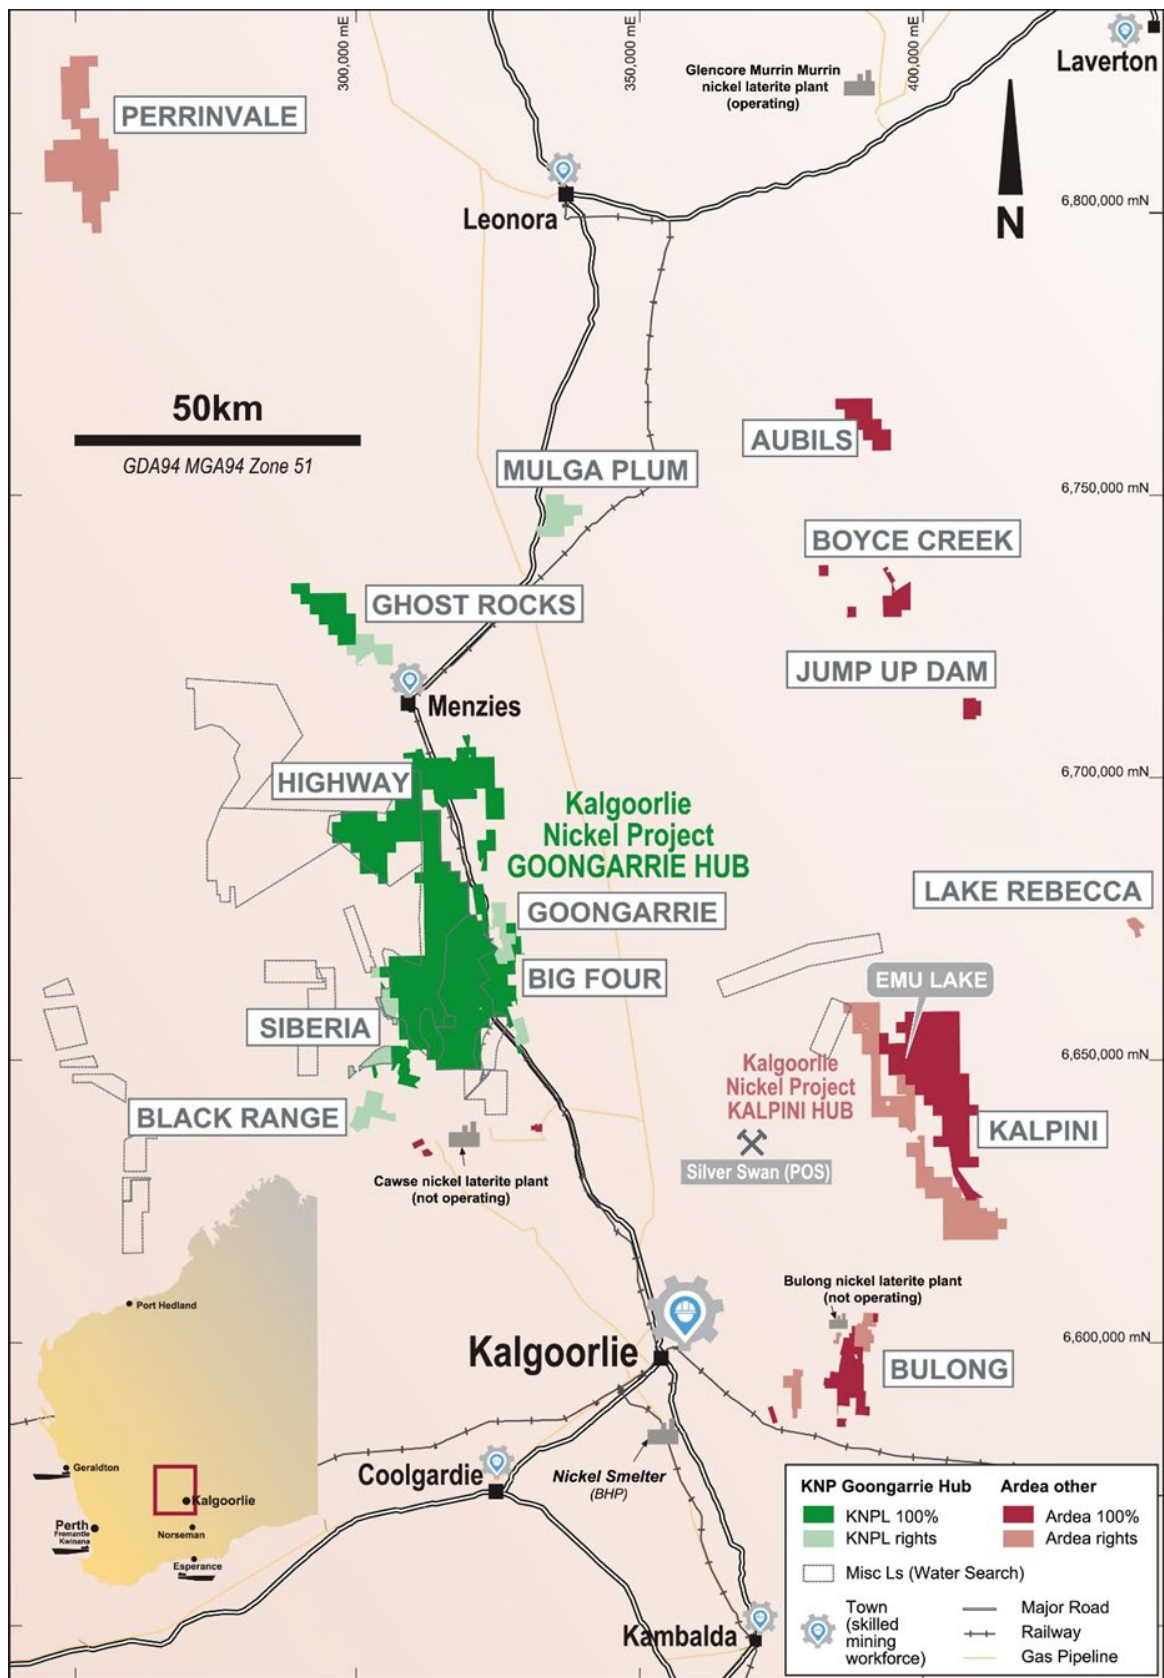 300,000 mE
350,000 mE
400,000 mE
Laverton
Glencore Murrin Murrin
nickel laterite plant
(operating)
PERRINVALE
N
6,800,000 mN
Leonora
50km
GDA94 MGA94 Zone 51
AUBILS
MULGA PLUM
6,750,000 mN
BOYCE CREEK
GHOST ROCKS
JUMP UP DAM
Menzies
6,700,000 mN
HIGHWAY
Kalgoorlie
Nickel Project
GOONGARRIE HUB
LAKE REBECCA
GOONGARRIE
BIG FOUR
EMU LAKE
SIBERIA
6,650,000 mN
Kalgoorlie
Nickel Project
KALPINI HUB
BLACK RANGE
KALPINI
Silver Swan (POS)
Cawse nickel laterite plant
(not operating)
Bulong nickel laterite plant
(not operating)
Port Hedland
6,600,000 mN
Kalgoorlie
BULONG
Geraldton
Coolgardie
Nickel Smelter
(BHP)
Kalgoorlie
Perth
Fremantle
Kwinana
Norseman
Esperance
KNP Goongarrie Hub
Ardea other
KNPL 100%
Ardea 100%
KNPL rights
Ardea rights
Misc Ls (Water Search)
Town
(skilled
mining
workforce)
Major Road
Railway
Gas Pipeline
Kambalda